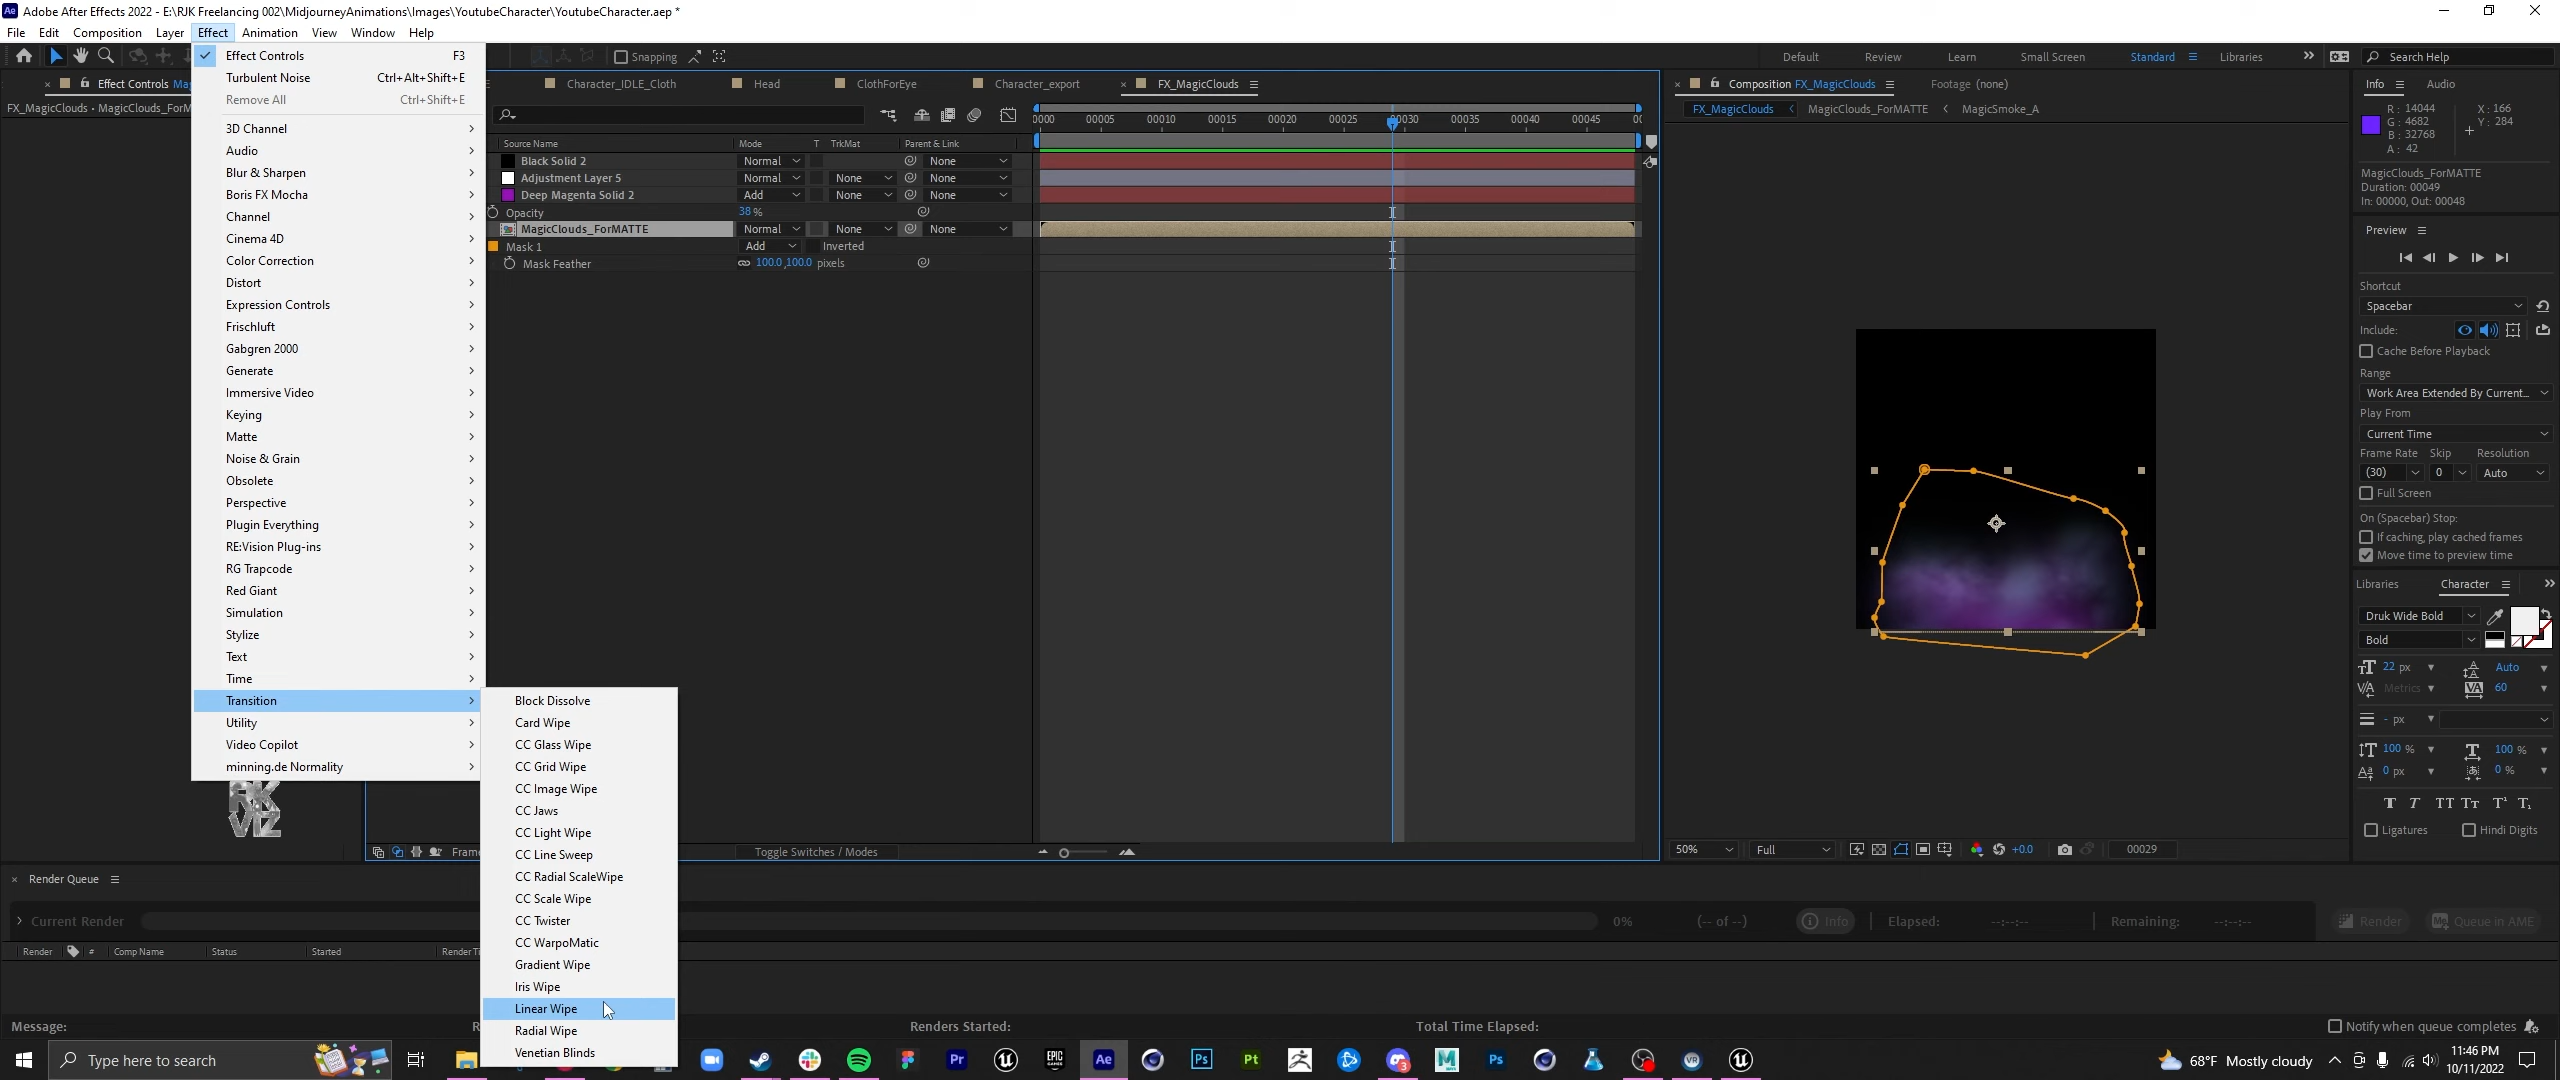 Adobe After Effects 2022 - E:\RJK Freelancing 002\MidjourneyAnimations\Images\YoutubeCharacter\YoutubeCharacter.aep *
File Edit Composition Layer Effect Animation View Window Help
Snapping
Default Review Learn Small Screen Standard Libraries Search Help
Effect Controls
FX_MagicClouds • MagicClouds_ForM
Effect Controls F3
Turbulent Noise Ctrl+Alt+Shift+E
Remove All Ctrl+Shift+E
3D Channel
Audio
Blur & Sharpen
Boris FX Mocha
Channel
Cinema 4D
Color Correction
Distort
Expression Controls
Frischluft
Gabgren 2000
Generate
Immersive Video
Keying
Matte
Noise & Grain
Obsolete
Perspective
Plugin Everything
RE:Vision Plug-ins
RG Trapcode
Red Giant
Simulation
Stylize
Text
Time
Transition
Utility
Video Copilot
minning.de Normality
Block Dissolve
Card Wipe
CC Glass Wipe
CC Grid Wipe
CC Image Wipe
CC Jaws
CC Light Wipe
CC Line Sweep
CC Radial ScaleWipe
CC Scale Wipe
CC Twister
CC WarpoMatic
Gradient Wipe
Iris Wipe
Linear Wipe
Radial Wipe
Venetian Blinds
Character_IDLE_Cloth Head ClothForEye Character_export FX_MagicClouds
0000 00005 00010 00015 00020 00025 00030 00035 00040 00045
Source Name Mode T TrkMat Parent & Link
Black Solid 2 Normal None
Adjustment Layer 5 Normal None None
Deep Magenta Solid 2 Add None None
Opacity 38 %
MagicClouds_ForMATTE Normal None None
Mask 1 Add Inverted
Mask Feather 100.0,100.0 pixels
Toggle Switches / Modes
Composition FX_MagicClouds Footage (none)
FX_MagicClouds MagicClouds_ForMATTE MagicSmoke_A
50% Full +0.0 00029
Info Audio
R: 14044 X: 166
G: 4682 Y: 284
B: 32768
A: 42
MagicClouds_ForMATTE
Duration: 00049
In: 00000, Out: 00048
Preview
Shortcut
Spacebar
Include:
Cache Before Playback
Range
Work Area Extended By Current...
Play From
Current Time
Frame Rate Skip Resolution
(30) 0 Auto
Full Screen
On (Spacebar) Stop:
If caching, play cached frames
Move time to preview time
Libraries Character
Druk Wide Bold
Bold
22 px Auto
Metrics 60
- px
100 % 100 %
0 px 0 %
Ligatures Hindi Digits
RK
VIZ
Render Queue
Current Render 0% (-- of --) Info Elapsed: --:--:-- Remaining: --:--:-- Render Queue in AME
Render # Comp Name Status Started
Message: Renders Started: Total Time Elapsed: Notify when queue completes
Type here to search
68°F Mostly cloudy 11:46 PM
10/11/2022